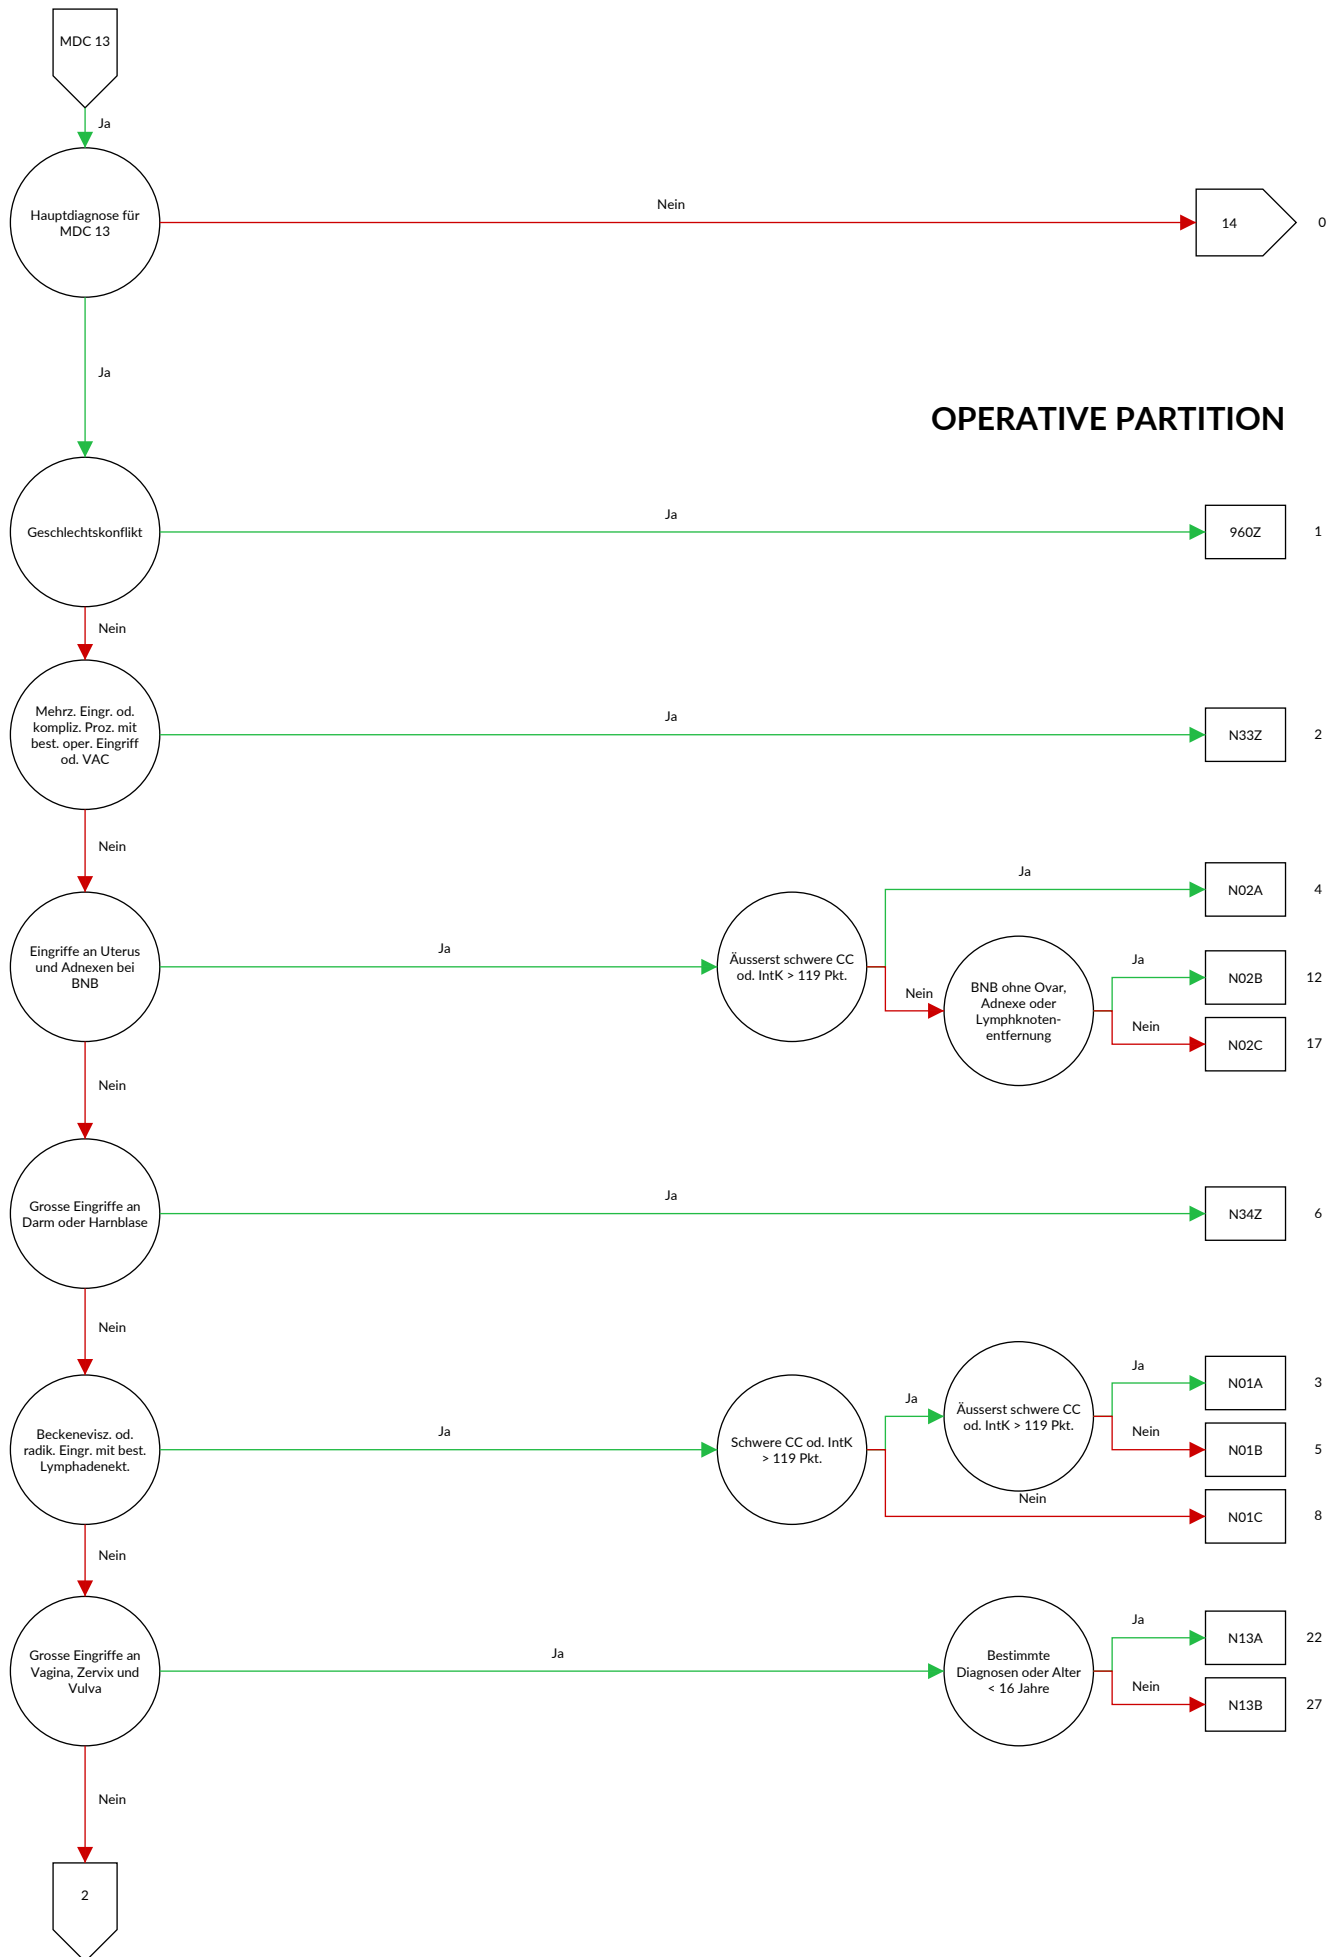 MDC 13
Ja
Hauptdiagnose für
MDC 13
Nein
14
0
Ja
OPERATIVE PARTITION
Geschlechtskonflikt
Ja
960Z
1
Nein
Mehrz. Eingr. od.
kompliz. Proz. mit
best. oper. Eingriff
od. VAC
Ja
N33Z
2
Nein
Eingriffe an Uterus
und Adnexen bei
BNB
Ja
Äusserst schwere CC
od. IntK > 119 Pkt.
Ja
N02A
4
Nein
BNB ohne Ovar,
Adnexe oder
Lymphknoten-
entfernung
Ja
N02B
12
Nein
N02C
17
Nein
Grosse Eingriffe an
Darm oder Harnblase
Ja
N34Z
6
Nein
Beckenevisz. od.
radik. Eingr. mit best.
Lymphadenekt.
Ja
Schwere CC od. IntK
> 119 Pkt.
Ja
Äusserst schwere CC
od. IntK > 119 Pkt.
Ja
N01A
3
Nein
N01B
5
Nein
N01C
8
Nein
Grosse Eingriffe an
Vagina, Zervix und
Vulva
Ja
Bestimmte
Diagnosen oder Alter
< 16 Jahre
Ja
N13A
22
Nein
N13B
27
Nein
2